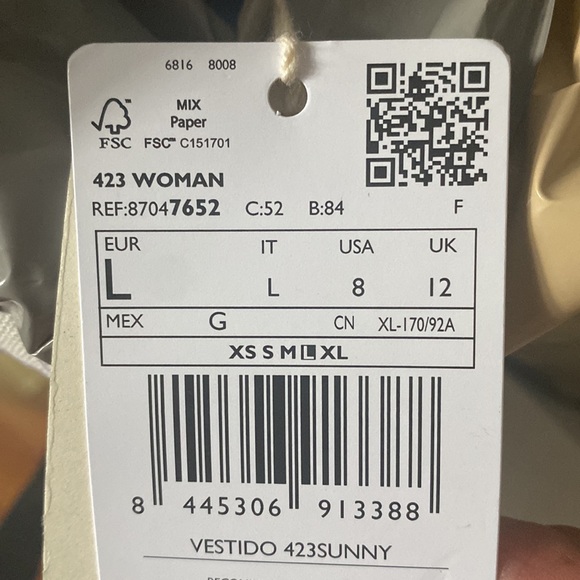 6816 8008
MIX
Paper
FSC FSC™ C151701
423 WOMAN
REF:87047652 C:52 B:84 F
EUR IT USA UK
L L 8 12
MEX G CN XL-170/92A
XS S M L XL
8 445306 913388
VESTIDO 423SUNNY